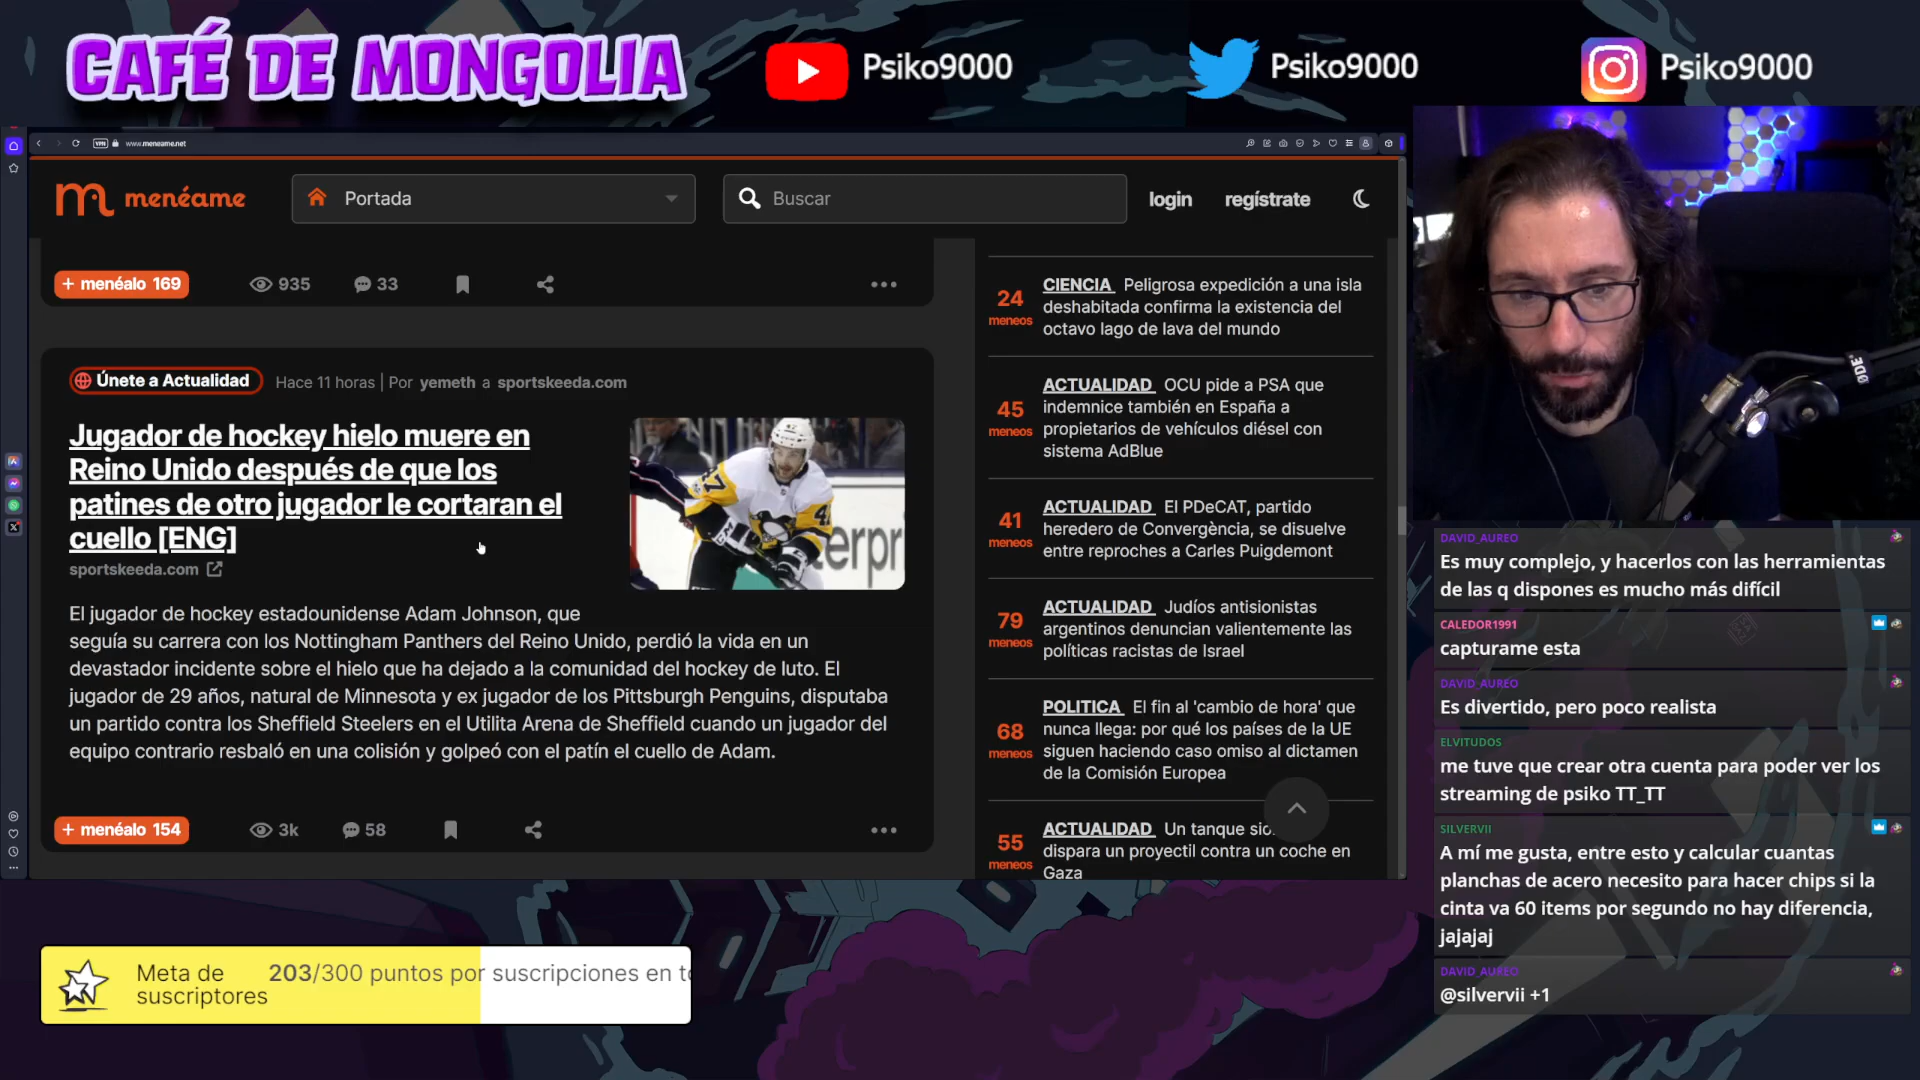 CAFÉ DE MONGOLIA
Psiko9000
Psiko9000
Psiko9000
VPN
www.meneame.net
menéame
Portada
Buscar
login
regístrate
+ menéalo 169
935
33
Únete a Actualidad
Hace 11 horas | Por yemeth a sportskeeda.com
Jugador de hockey hielo muere en
Reino Unido después de que los
patines de otro jugador le cortaran el
cuello [ENG]
sportskeeda.com
El jugador de hockey estadounidense Adam Johnson, que
seguía su carrera con los Nottingham Panthers del Reino Unido, perdió la vida en un
devastador incidente sobre el hielo que ha dejado a la comunidad del hockey de luto. El
jugador de 29 años, natural de Minnesota y ex jugador de los Pittsburgh Penguins, disputaba
un partido contra los Sheffield Steelers en el Utilita Arena de Sheffield cuando un jugador del
equipo contrario resbaló en una colisión y golpeó con el patín el cuello de Adam.
47
erpr
+ menéalo 154
3k
58
24
meneos
CIENCIA Peligrosa expedición a una isla
deshabitada confirma la existencia del
octavo lago de lava del mundo
45
meneos
ACTUALIDAD OCU pide a PSA que
indemnice también en España a
propietarios de vehículos diésel con
sistema AdBlue
41
meneos
ACTUALIDAD El PDeCAT, partido
heredero de Convergència, se disuelve
entre reproches a Carles Puigdemont
79
meneos
ACTUALIDAD Judíos antisionistas
argentinos denuncian valientemente las
políticas racistas de Israel
68
meneos
POLITICA El fin al 'cambio de hora' que
nunca llega: por qué los países de la UE
siguen haciendo caso omiso al dictamen
de la Comisión Europea
55
meneos
ACTUALIDAD Un tanque sio
dispara un proyectil contra un coche en
Gaza
RØDE
DAVID_AUREO
Es muy complejo, y hacerlos con las herramientas
de las q dispones es mucho más difícil
CALEDOR1991
capturame esta
DAVID_AUREO
Es divertido, pero poco realista
ELVITUDOS
me tuve que crear otra cuenta para poder ver los
streaming de psiko TT_TT
SILVERVII
A mí me gusta, entre esto y calcular cuantas
planchas de acero necesito para hacer chips si la
cinta va 60 items por segundo no hay diferencia,
jajajaj
DAVID_AUREO
@silvervii +1
Meta de
suscriptores
203/300 puntos por suscripciones en to